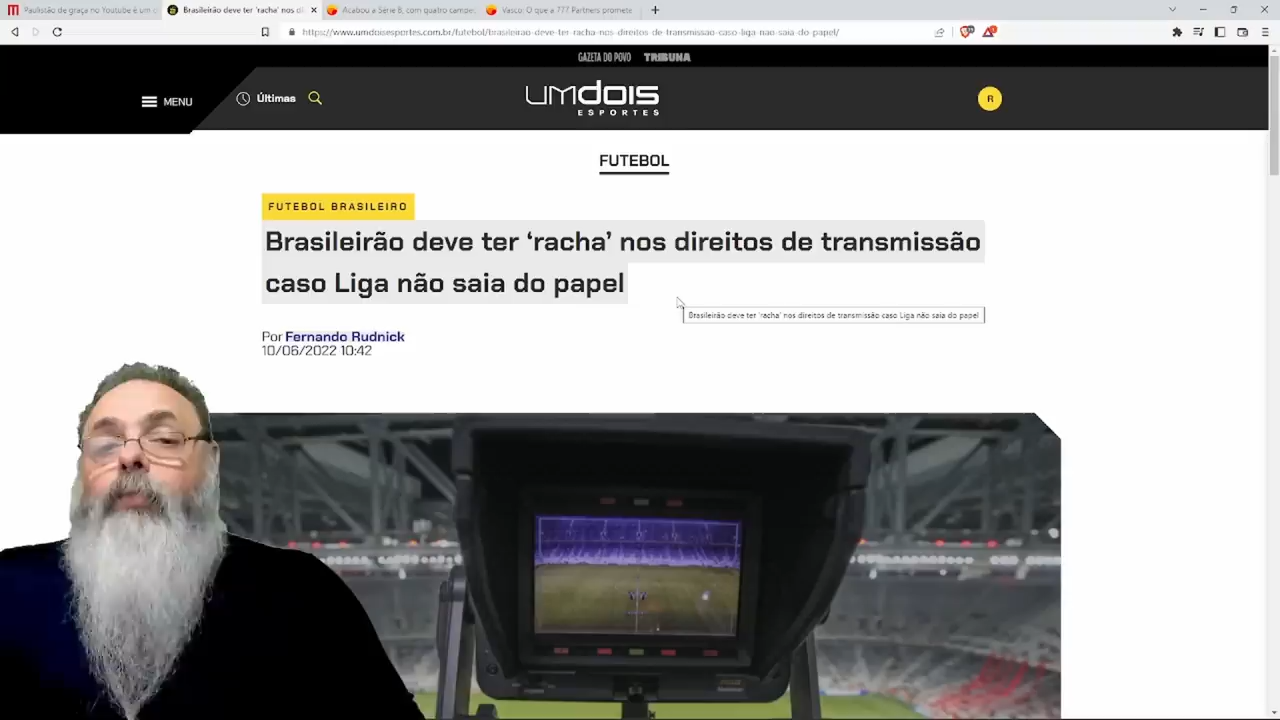 Paulistão de graça no Youtube é um g
Brasileirão deve ter 'racha' nos di
Acabou a Série B, com quatro campe
Vasco: O que a 777 Partners promete
https://www.umdoisesportes.com.br/futebol/brasileirao-deve-ter-racha-nos-direitos-de-transmissao-caso-liga-nao-saia-do-papel/
GAZETA DO POVO TRIBUNA
MENU
Últimas
UMDOIS
ESPORTES
R
FUTEBOL
FUTEBOL BRASILEIRO
Brasileirão deve ter ‘racha’ nos direitos de transmissão
caso Liga não saia do papel
Brasileirão deve ter 'racha' nos direitos de transmissão caso Liga não saia do papel
Por Fernando Rudnick
10/06/2022 10:42